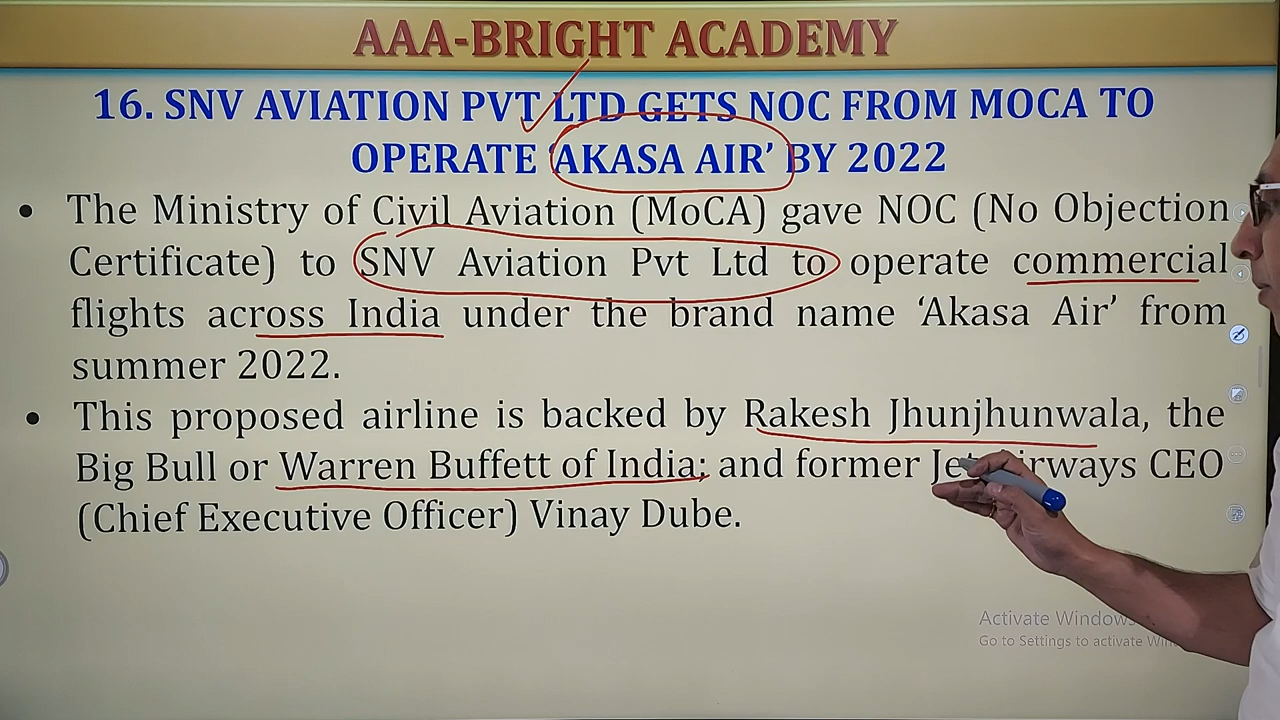 AAA-BRIGHT ACADEMY
16. SNV AVIATION PVT LTD GETS NOC FROM MOCA TO
OPERATE ‘AKASA AIR’ BY 2022
• The Ministry of Civil Aviation (MoCA) gave NOC (No Objection
Certificate) to SNV Aviation Pvt Ltd to operate commercial
flights across India under the brand name ‘Akasa Air’ from
summer 2022.
• This proposed airline is backed by Rakesh Jhunjhunwala, the
Big Bull or Warren Buffett of India; and former Jet Airways CEO
(Chief Executive Officer) Vinay Dube.
Activate Windows
Go to Settings to activate